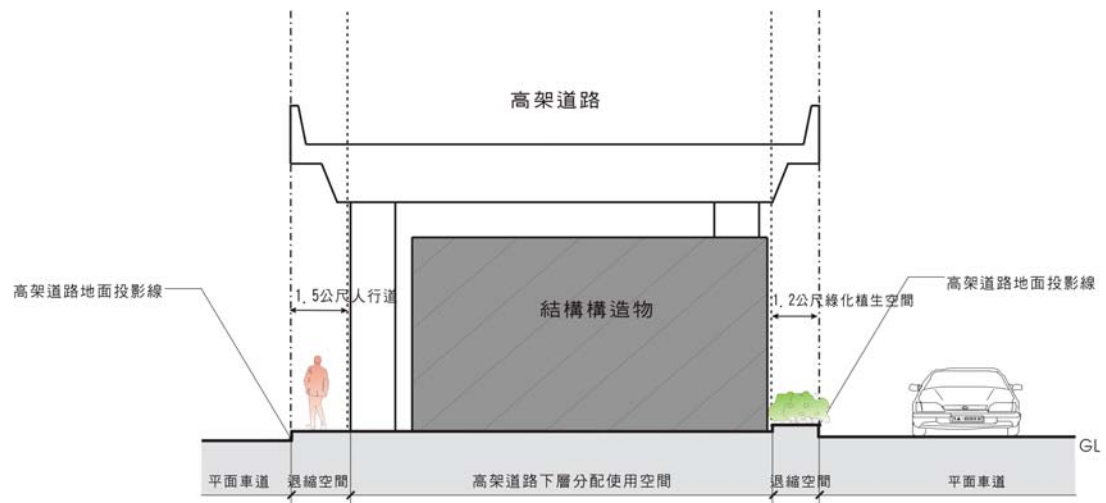 高架道路
高架道路地面投影線
1.5公尺人行道
結構構造物
1.2公尺綠化植生空間
高架道路地面投影線
GL
平面車道
退縮空間
高架道路下層分配使用空間
退縮空間
平面車道